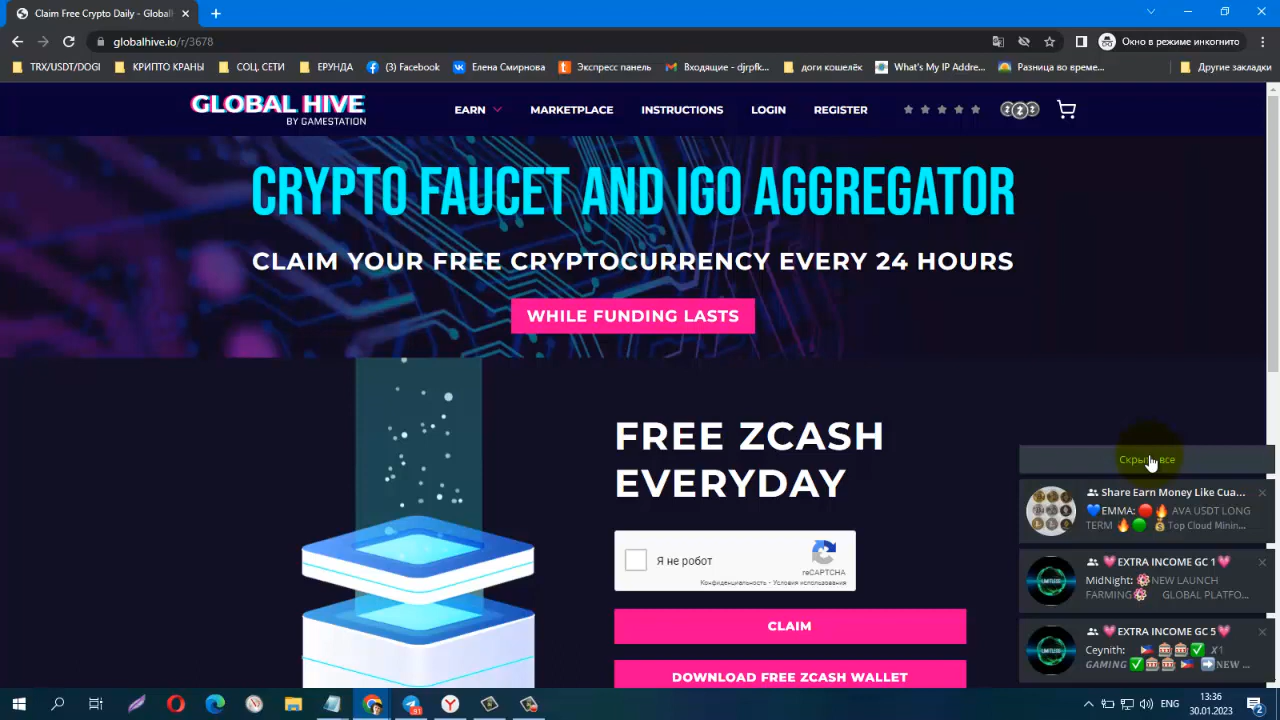 Claim Free Crypto Daily - Global
globalhive.io/r/3678
Окно в режиме инкогнито
TRX/USDT/DOGI
КРИПТО КРАНЫ
СОЦ. СЕТИ
ЕРУНДА
(3) Facebook
Елена Смирнова
Экспресс панель
Входящие - djrpfk...
доги кошелёк
What's My IP Addre...
Разница во време...
Другие закладки
GLOBAL HIVE
BY GAMESTATION
EARN
MARKETPLACE
INSTRUCTIONS
LOGIN
REGISTER
CRYPTO FAUCET AND IGO AGGREGATOR
CLAIM YOUR FREE CRYPTOCURRENCY EVERY 24 HOURS
WHILE FUNDING LASTS
FREE ZCASH
EVERYDAY
Я не робот
reCAPTCHA
Конфиденциальность - Условия использования
CLAIM
DOWNLOAD FREE ZCASH WALLET
все
Share Earn Money Like Cua...
💙EMMA: 🔴🔥 AVA USDT LONG
TERM 🔥🟢 💰Top Cloud Minin...
💗EXTRA INCOME GC 1💗
MidNight: NEW LAUNCH
FARMING GLOBAL PLATFO...
💗EXTRA INCOME GC 5💗
Ceynith: 🇵🇭🎰🎰✅ X1
GAMING ✅🎰🎰🇵🇭 ➡️NEW ...
ENG
13:36
30.01.2023
2